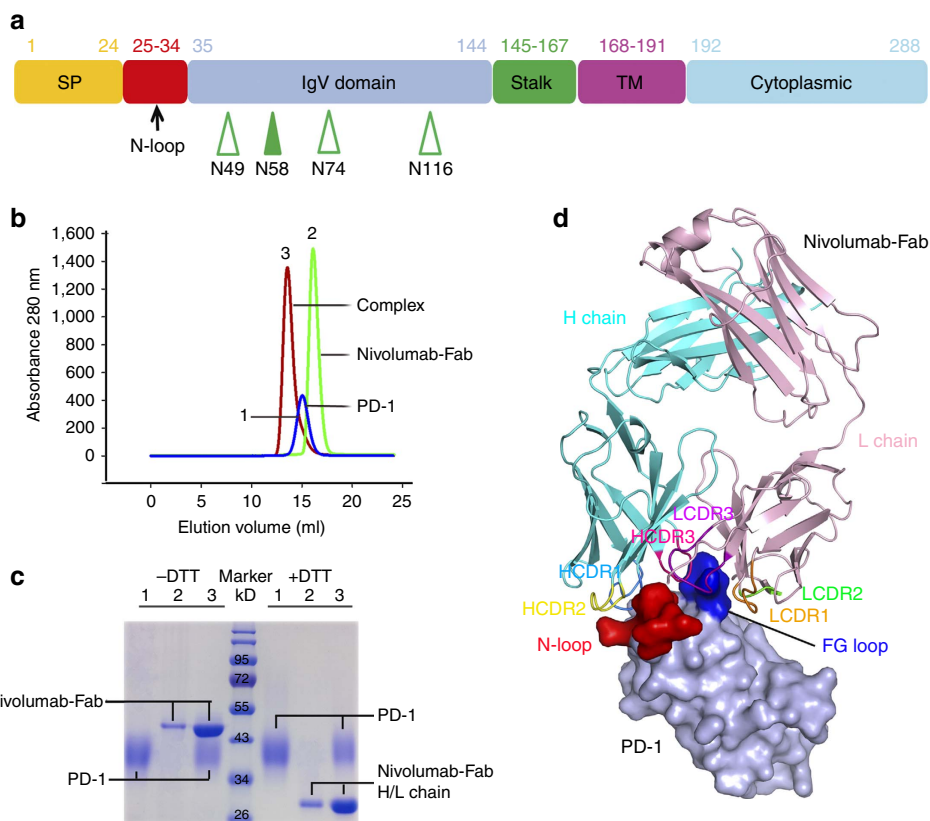 a
1 24 25-34 35 144 145-167 168-191 192 288
SP IgV domain Stalk TM Cytoplasmic
N-loop
N49 N58 N74 N116
b
Absorbance 280 nm
1,600
1,400
1,200
1,000
800
600
400
200
0
3
2
1
Complex
Nivolumab-Fab
PD-1
0 5 10 15 20 25
Elution volume (ml)
c
–DTT Marker +DTT
1 2 3 kD 1 2 3
95
72
55
43
34
26
ivolumab-Fab
PD-1
PD-1
Nivolumab-Fab
H/L chain
d
Nivolumab-Fab
H chain
L chain
LCDR3
HCDR3
HCDR1
HCDR2
LCDR2
LCDR1
N-loop
FG loop
PD-1